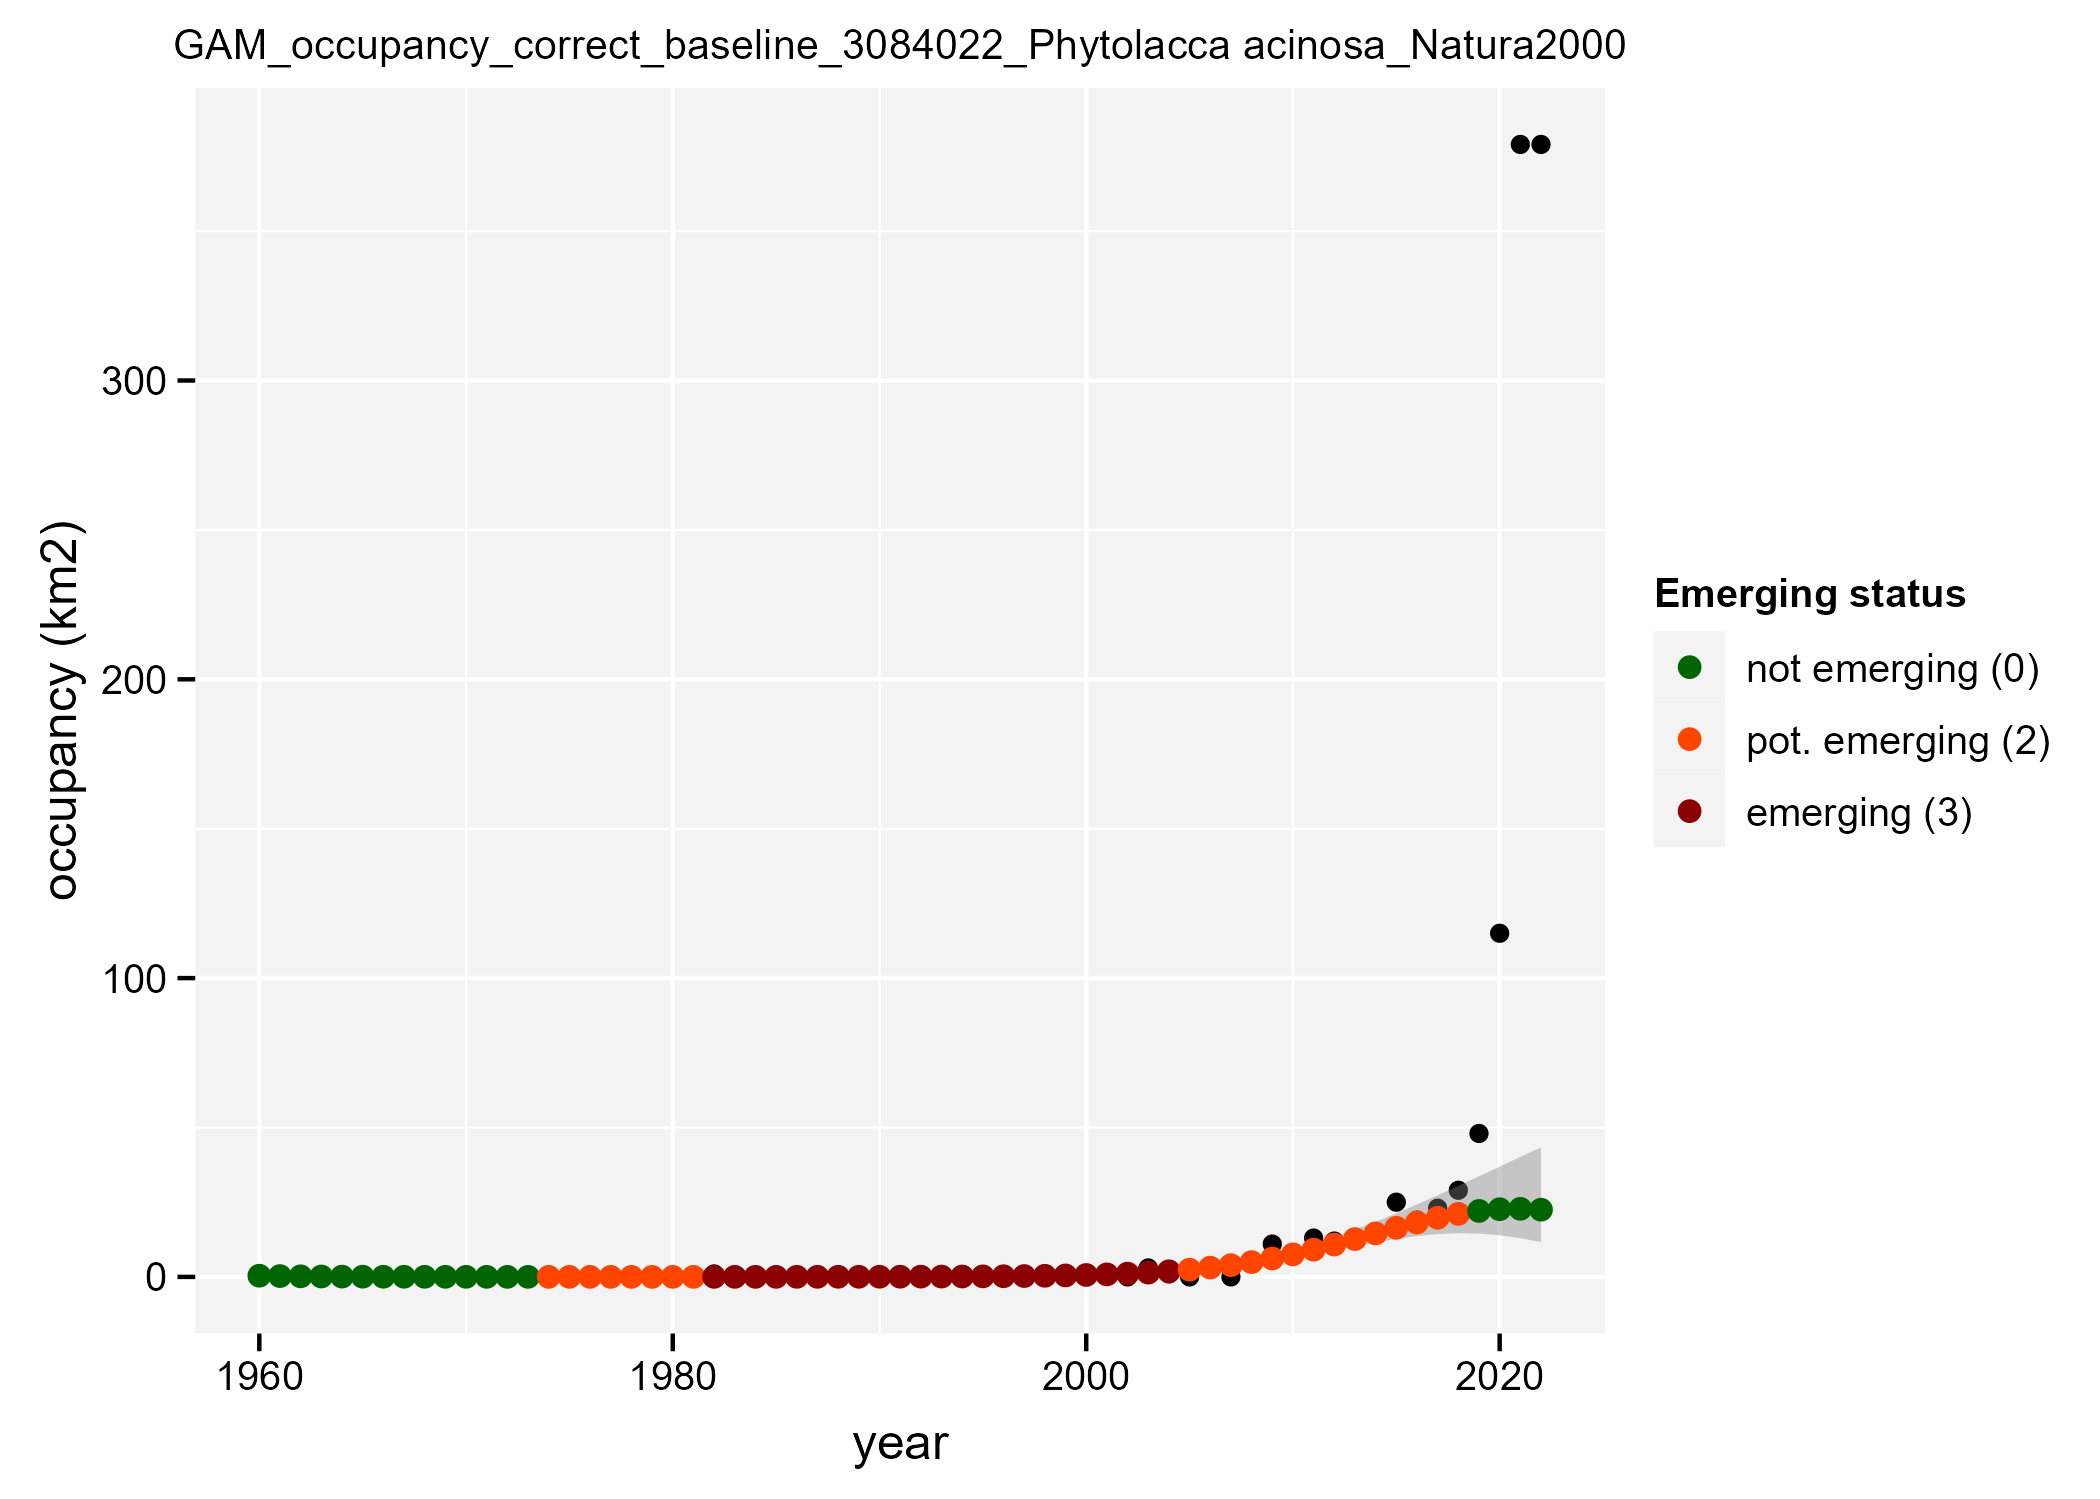 GAM_occupancy_correct_baseline_3084022_Phytolacca acinosa_Natura2000
occupancy (km2)
300
200
100
0
1960
1980
2000
2020
year
Emerging status
not emerging (0)
pot. emerging (2)
emerging (3)